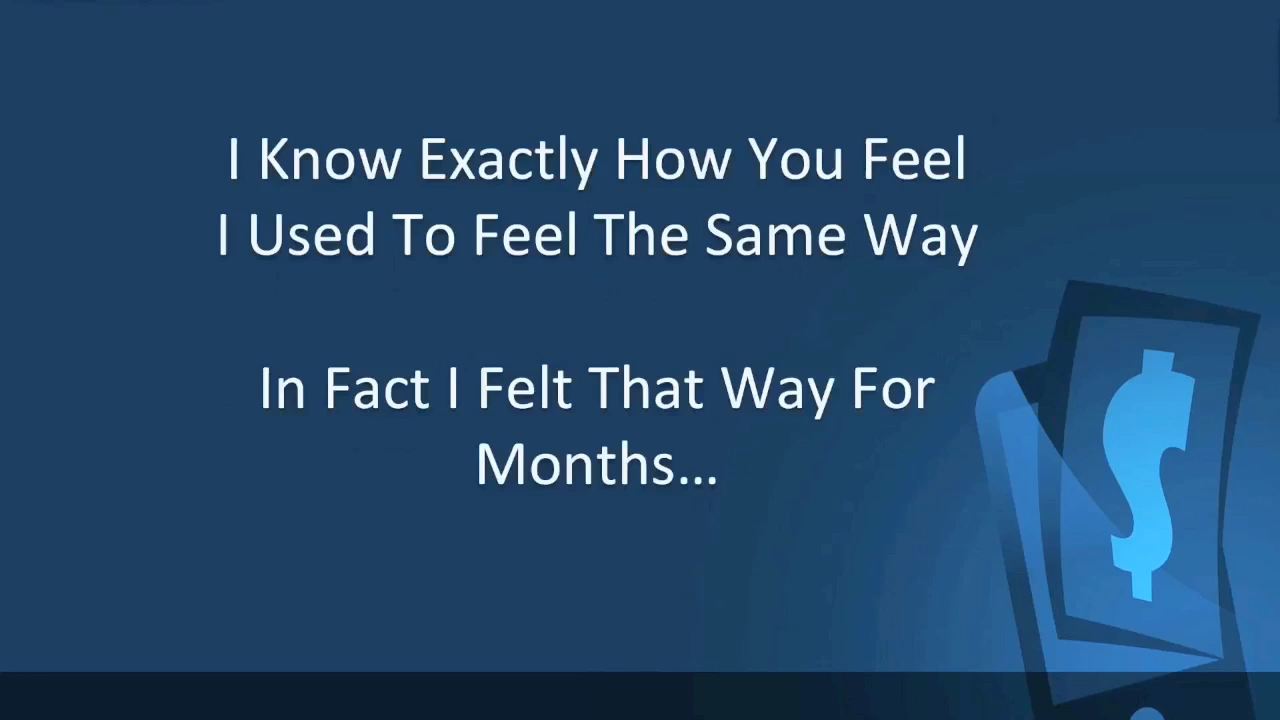 I Know Exactly How You Feel
I Used To Feel The Same Way
In Fact I Felt That Way For
Months...
$